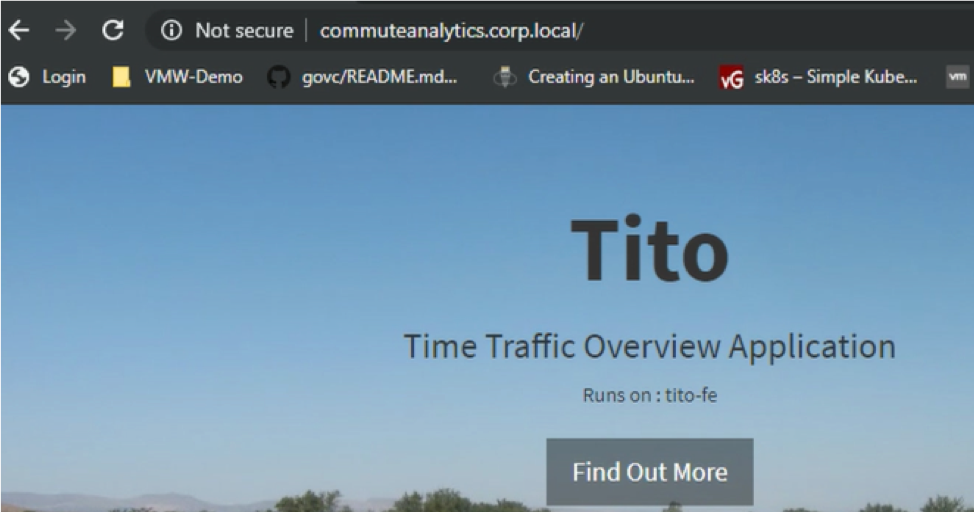 Not secure commuteanalytics.corp.local/
Login VMW-Demo govc/README.md... Creating an Ubuntu... vG sk8s – Simple Kube... vm
Tito
Time Traffic Overview Application
Runs on : tito-fe
Find Out More